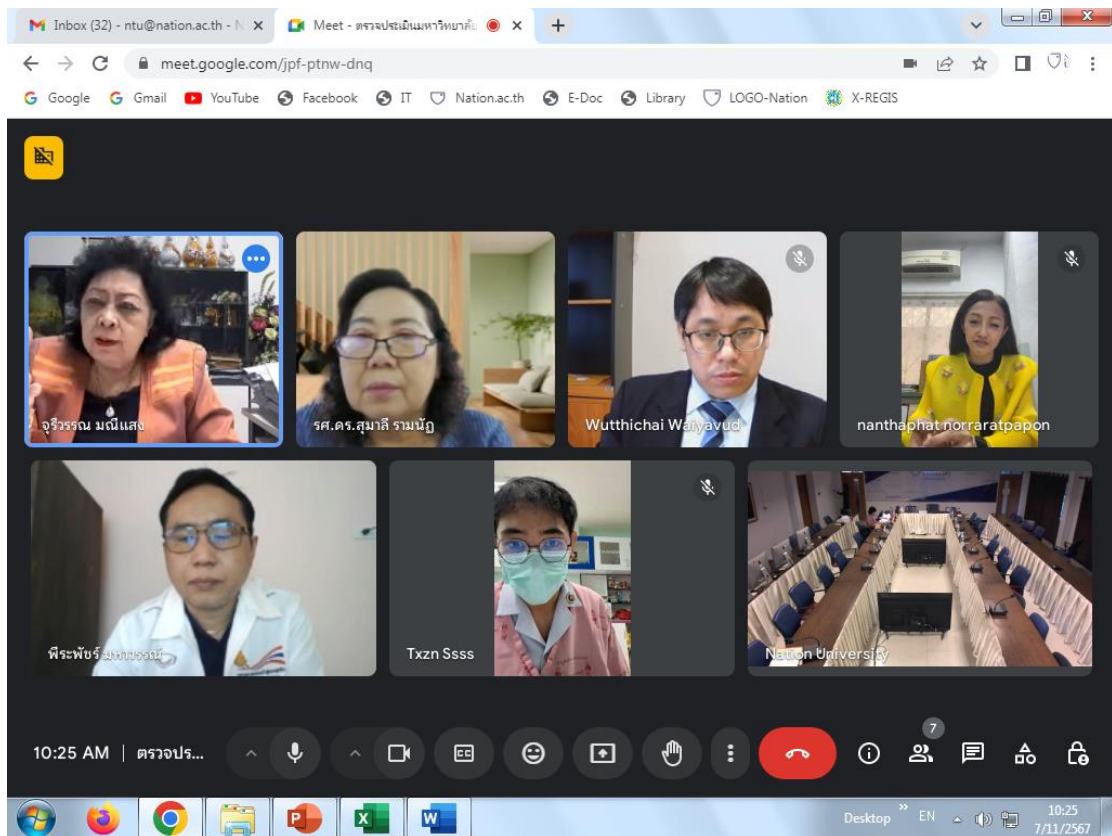 Inbox (32) - ntu@nation.ac.th - N
Meet - ตรวจประเมินมหาวิทยาลั
meet.google.com/jpf-ptnw-dnq
Google Gmail YouTube Facebook IT Nation.ac.th E-Doc Library LOGO-Nation X-REGIS
จุรีวรรณ มณีแสง
รศ.ดร.สุมาลี รามนัฏ
Wutthichai Waiyavud
nanthaphat norraratpapon
พีระพัชร์ มหาวรรณ์
Txzn Ssss
Nation University
7
10:25 AM | ตรวจประ...
Desktop EN 10:25
7/11/2567